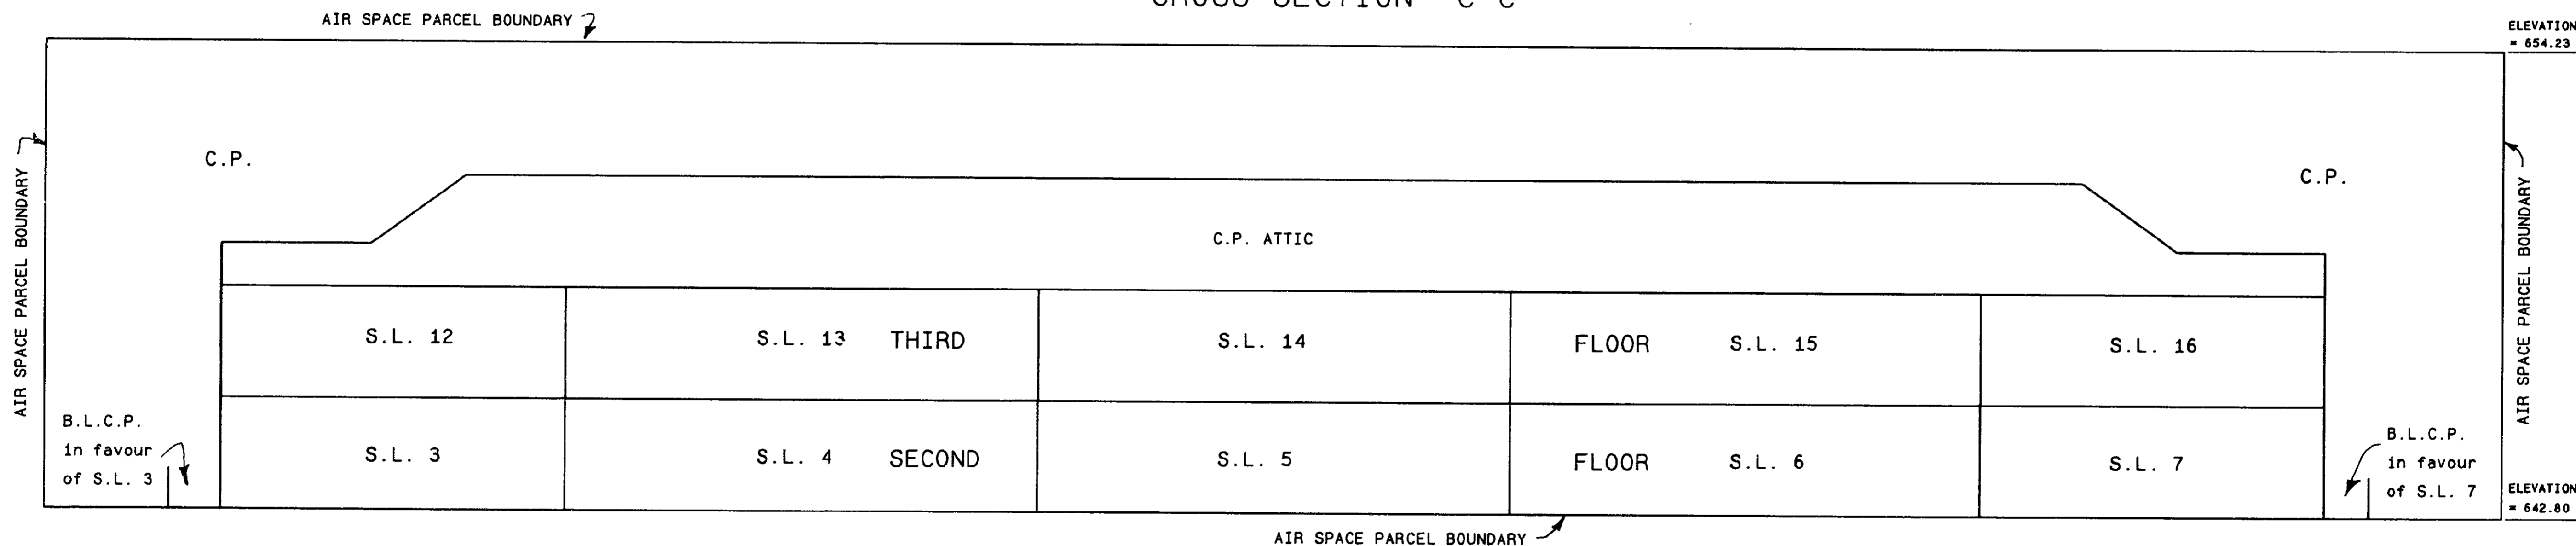 CROSS SECTION C-C
AIR SPACE PARCEL BOUNDARY
ELEVATION
= 654.23
AIR SPACE PARCEL BOUNDARY
C.P.
C.P.
AIR SPACE PARCEL BOUNDARY
C.P. ATTIC
S.L. 12
S.L. 13 THIRD
S.L. 14
FLOOR S.L. 15
S.L. 16
B.L.C.P.
in favour
of S.L. 3
S.L. 3
S.L. 4 SECOND
S.L. 5
FLOOR S.L. 6
S.L. 7
B.L.C.P.
in favour
of S.L. 7
ELEVATION
= 642.80
AIR SPACE PARCEL BOUNDARY